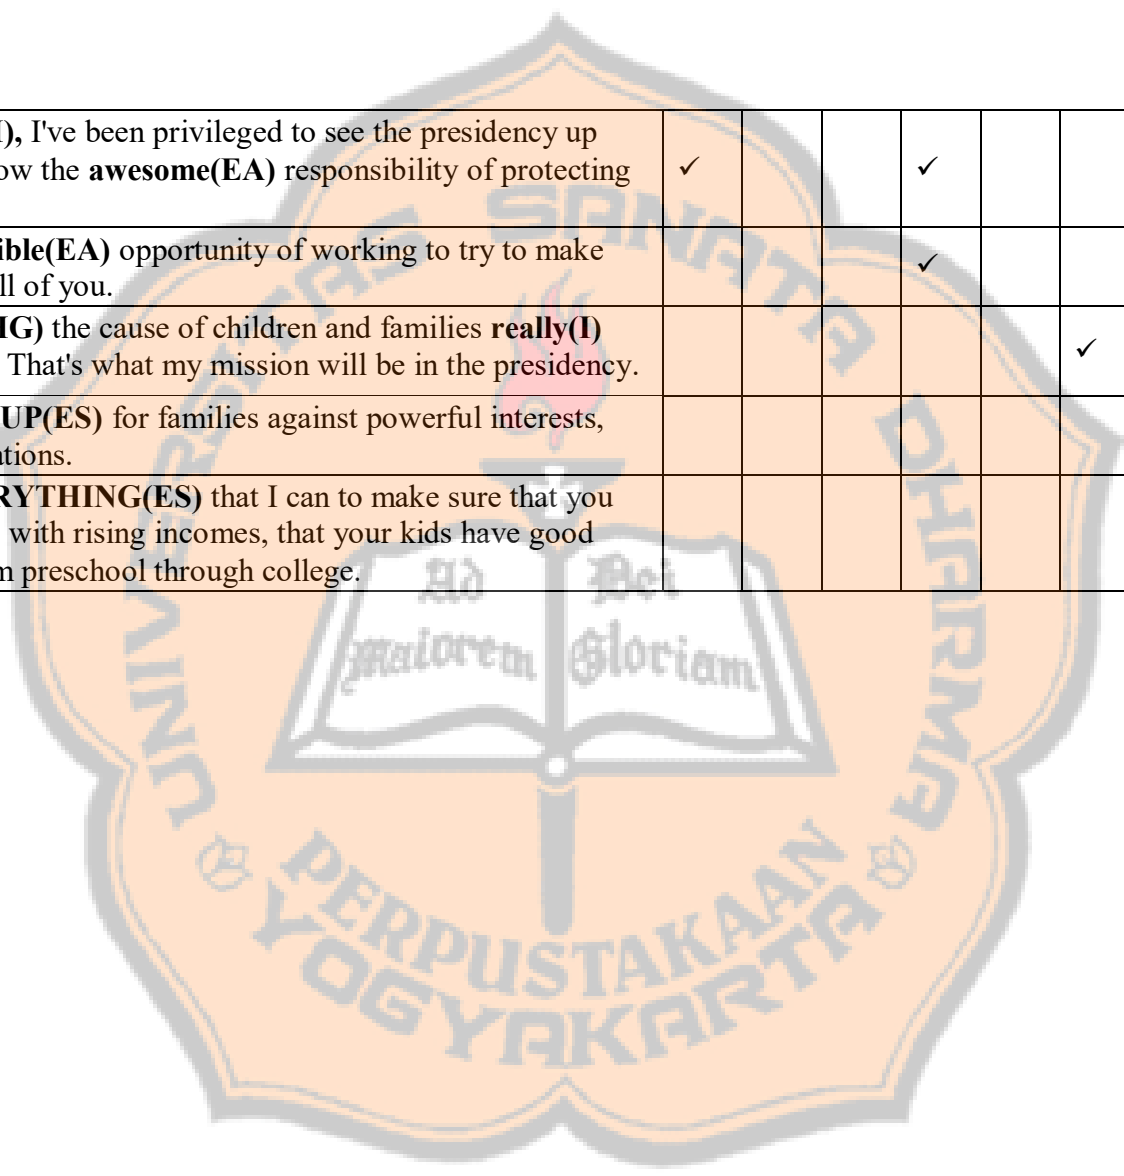 I), I've been privileged to see the presidency up ✓ ✓
ow the awesome(EA) responsibility of protecting
ible(EA) opportunity of working to try to make ✓
ll of you.
IG) the cause of children and families really(I) ✓
That's what my mission will be in the presidency.
UP(ES) for families against powerful interests,
ations.
RYTHING(ES) that I can to make sure that you
with rising incomes, that your kids have good
m preschool through college.
UNIVERSITAS SANATA DHARMA
Ad Dei
maiorem Gloriam
PERPUSTAKAAN
YOGYAKARTA